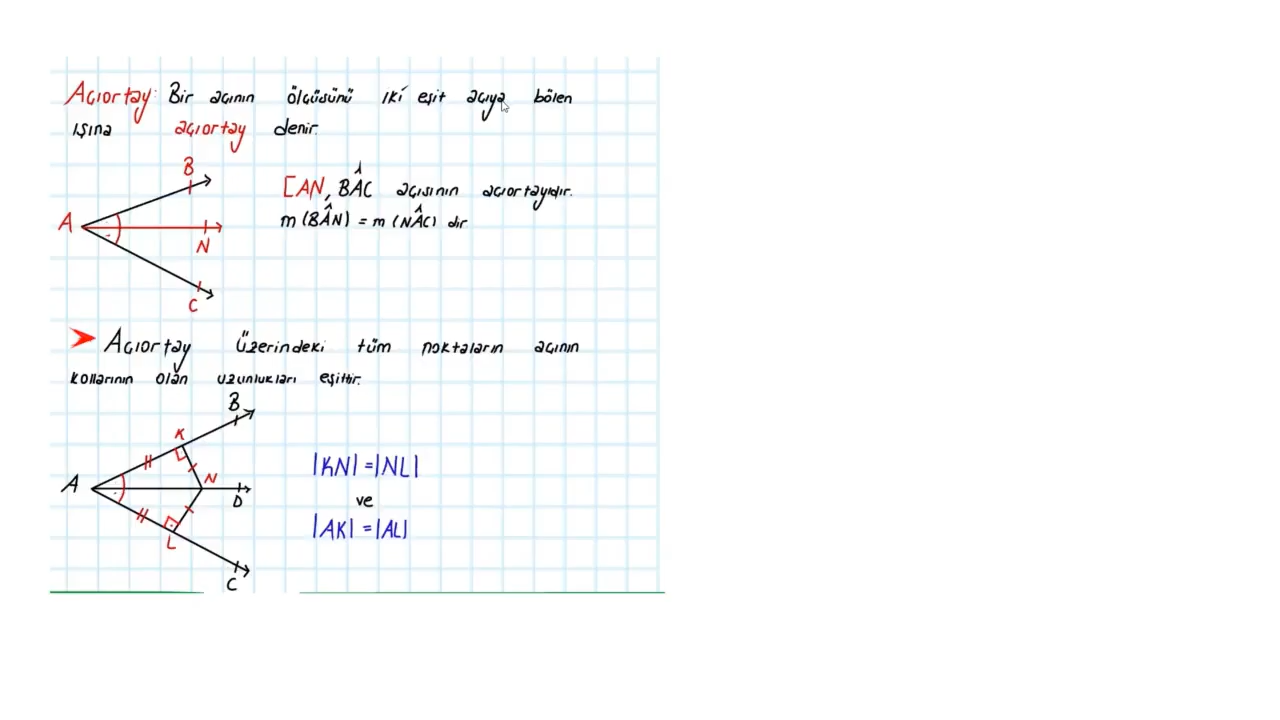 Açıortay: Bir açının ölçüsünü iki eşit açıya bölen
ışına açıortay denir.
B
A
N
C
[AN, BÂC açısının açıortayıdır.
m(BÂN) = m(NÂC) dir
Açıortay üzerindeki tüm noktaların açının
kollarının olan uzunlukları eşittir.
B
K
A
N
D
L
C
|KN| = |NL|
ve
|AK| = |AL|